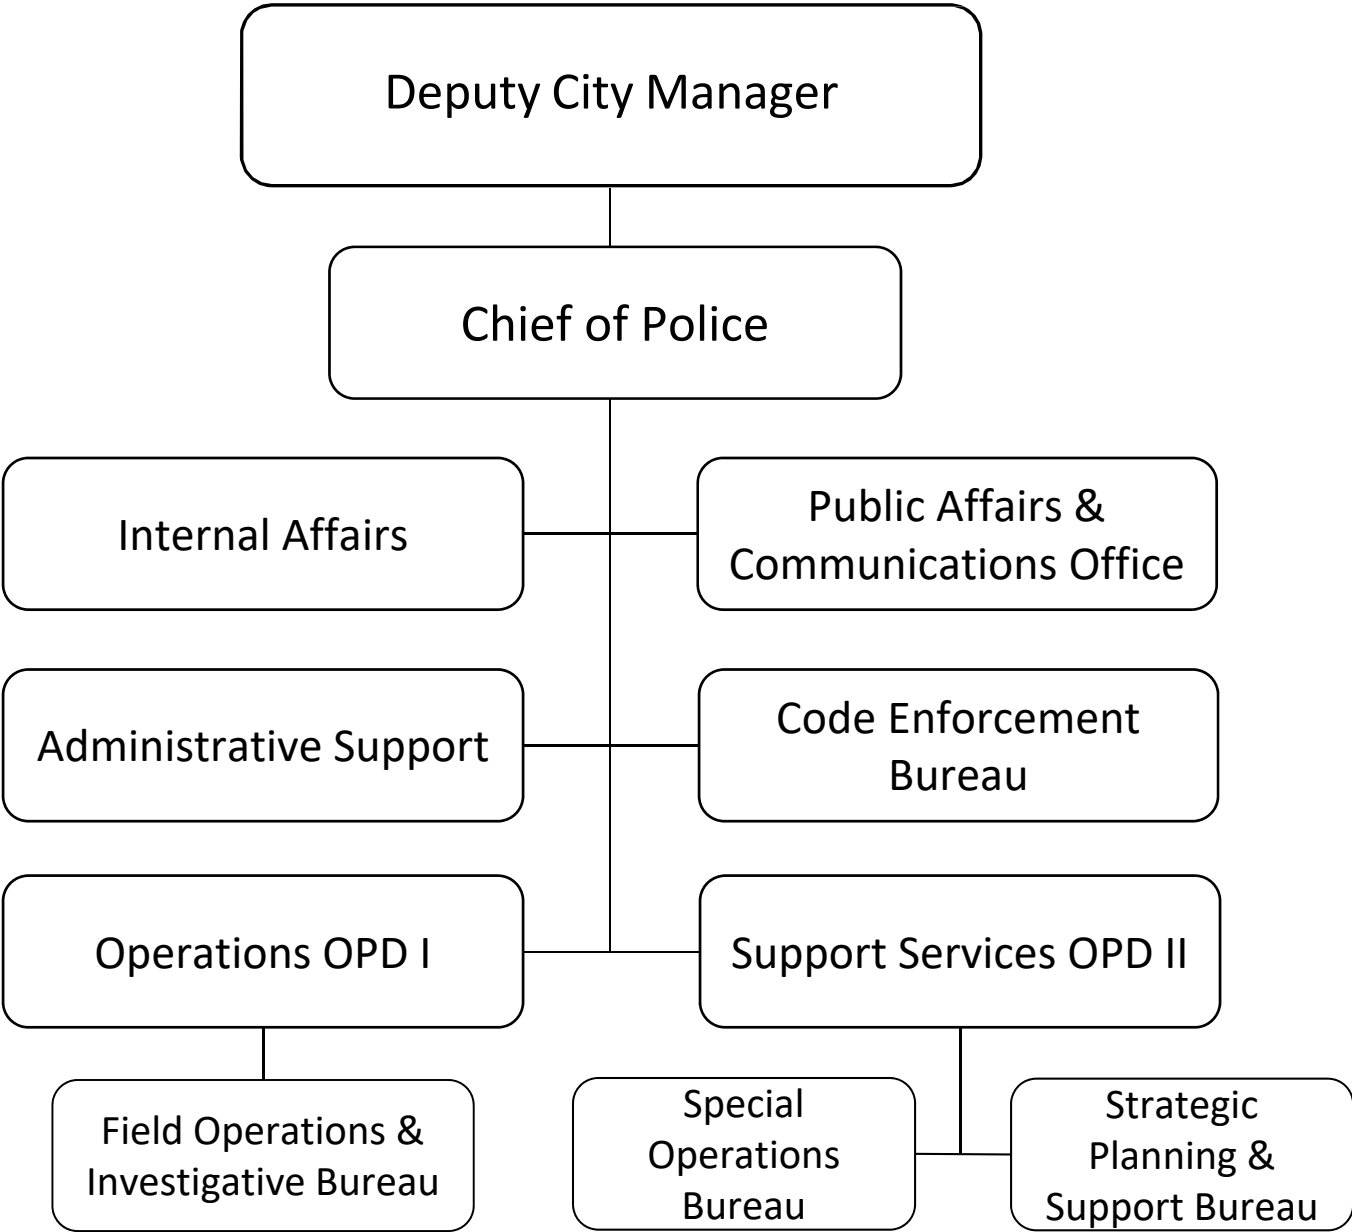 Deputy City Manager
Chief of Police
Internal Affairs
Public Affairs &
Communications Office
Administrative Support
Code Enforcement
Bureau
Operations OPD I
Support Services OPD II
Field Operations &
Investigative Bureau
Special
Operations
Bureau
Strategic
Planning &
Support Bureau